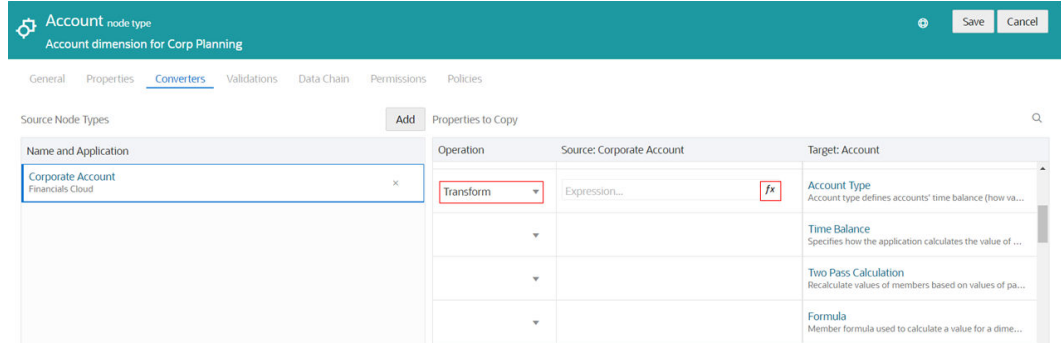 Account node type
Account dimension for Corp Planning
Save
Cancel
General Properties Converters Validations Data Chain Permissions Policies
Source Node Types
Add
Properties to Copy
Name and Application
Operation
Source: Corporate Account
Target: Account
Corporate Account
Financials Cloud
×
Transform
Expression...
fx
Account Type
Account type defines accounts' time balance (how va...
Time Balance
Specifies how the application calculates the value of ...
Two Pass Calculation
Recalculate values of members based on values of pa...
Formula
Member formula used to calculate a value for a dime...